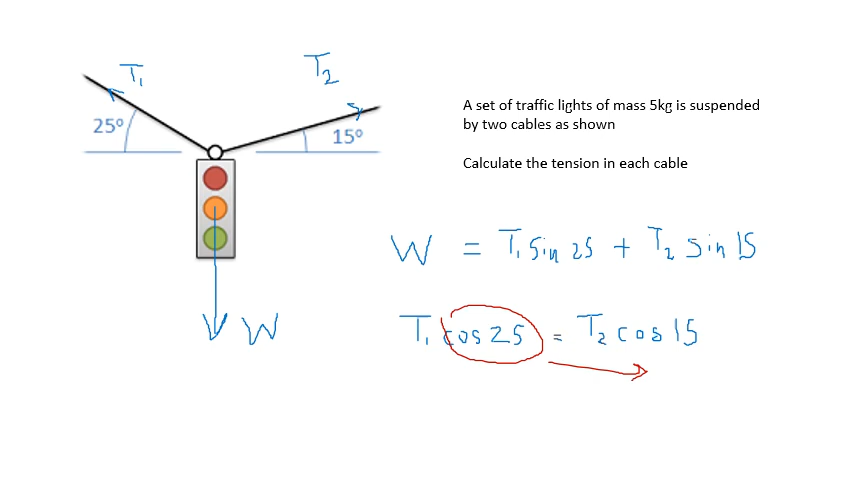 T₁
T₂
25°
15°
A set of traffic lights of mass 5kg is suspended
by two cables as shown
Calculate the tension in each cable
W = T₁ Sin 25 + T₂ Sin 15
T₁ cos 25 = T₂ cos 15
W